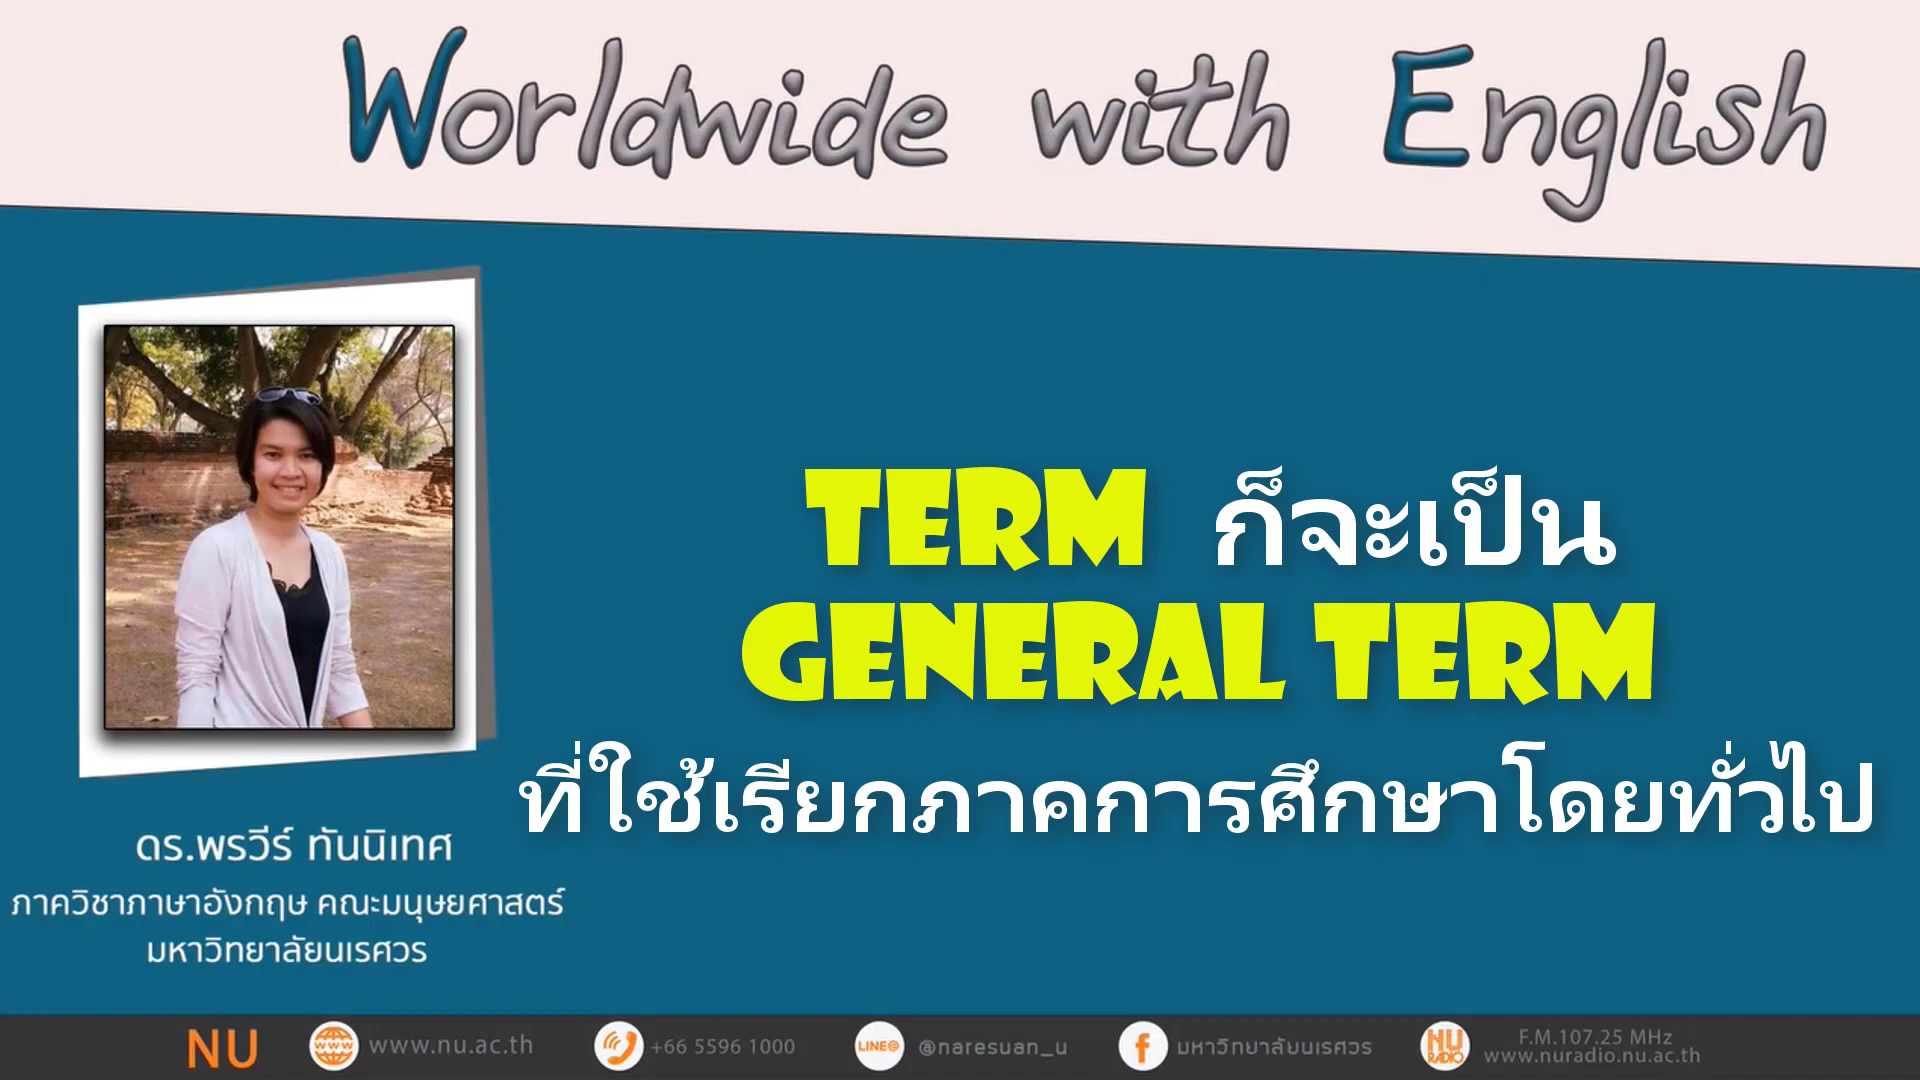 Worldwide with English
TERM ก็จะเป็น
GENERAL TERM
ที่ใช้เรียกภาคการศึกษาโดยทั่วไป
ดร.พรวีร์ ทันนิเทศ
ภาควิชาภาษาอังกฤษ คณะมนุษยศาสตร์
มหาวิทยาลัยนเรศวร
NU
www
www.nu.ac.th
+66 5596 1000
LINE@
@naresuan_u
f
มหาวิทยาลัยนเรศวร
NU
RADIO
F.M.107.25 MHz
www.nuradio.nu.ac.th